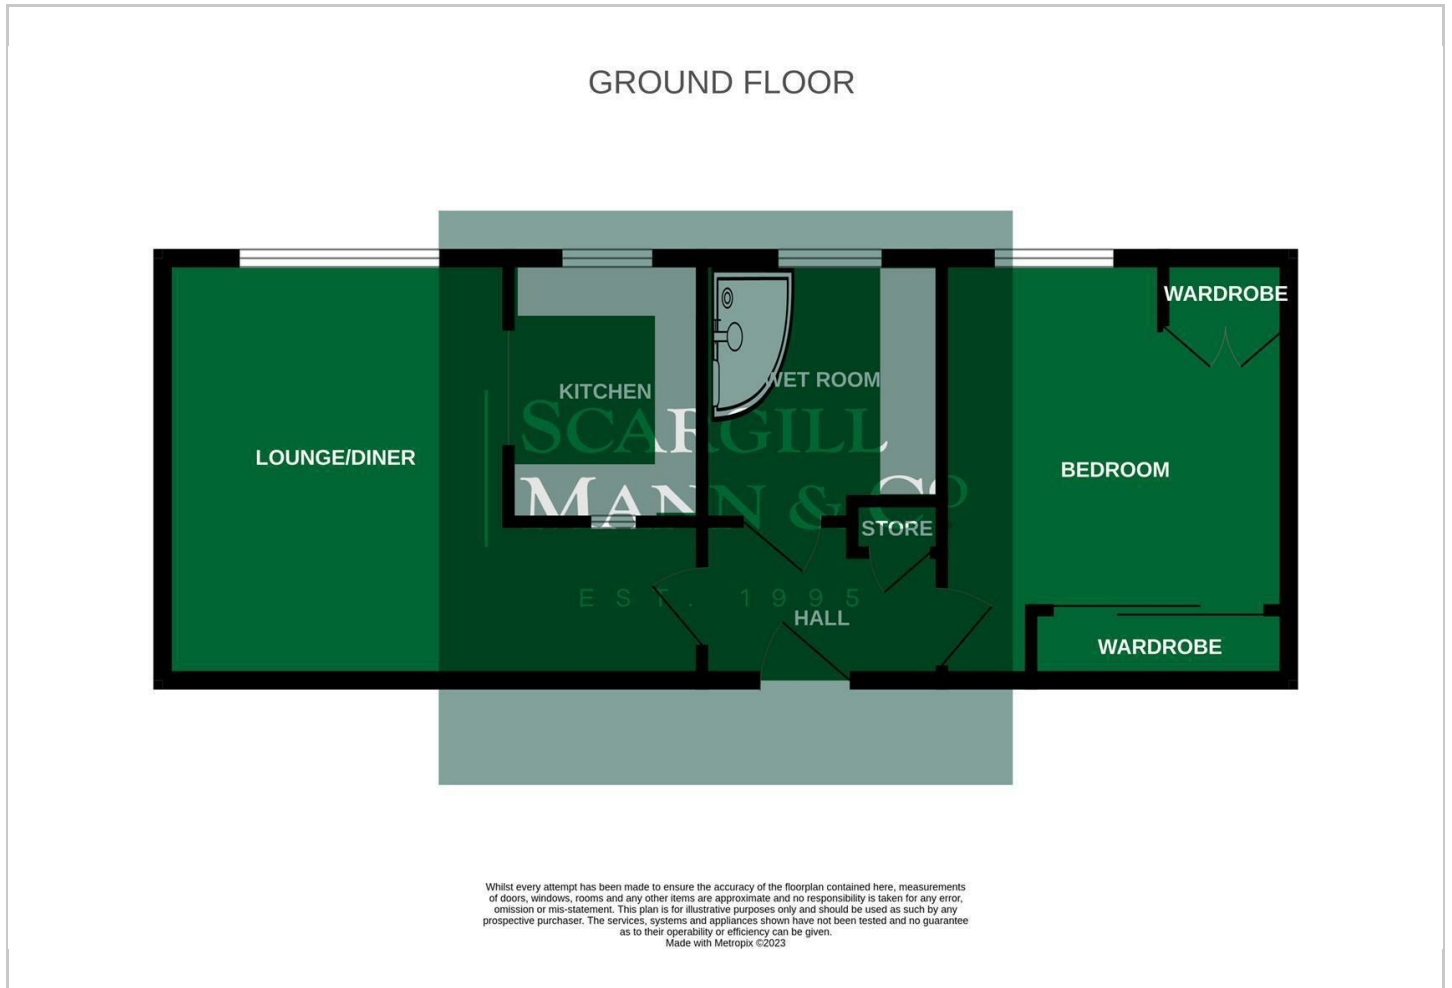 GROUND FLOOR
WARDROBE
WET ROOM
KITCHEN
SCARGILL
LOUNGE/DINER
BEDROOM
MANN & Co
STORE
EST. 1995
HALL
WARDROBE
Whilst every attempt has been made to ensure the accuracy of the floorplan contained here, measurements
of doors, windows, rooms and any other items are approximate and no responsibility is taken for any error,
omission or mis-statement. This plan is for illustrative purposes only and should be used as such by any
prospective purchaser. The services, systems and appliances shown have not been tested and no guarantee
as to their operability or efficiency can be given.
Made with Metropix ©2023